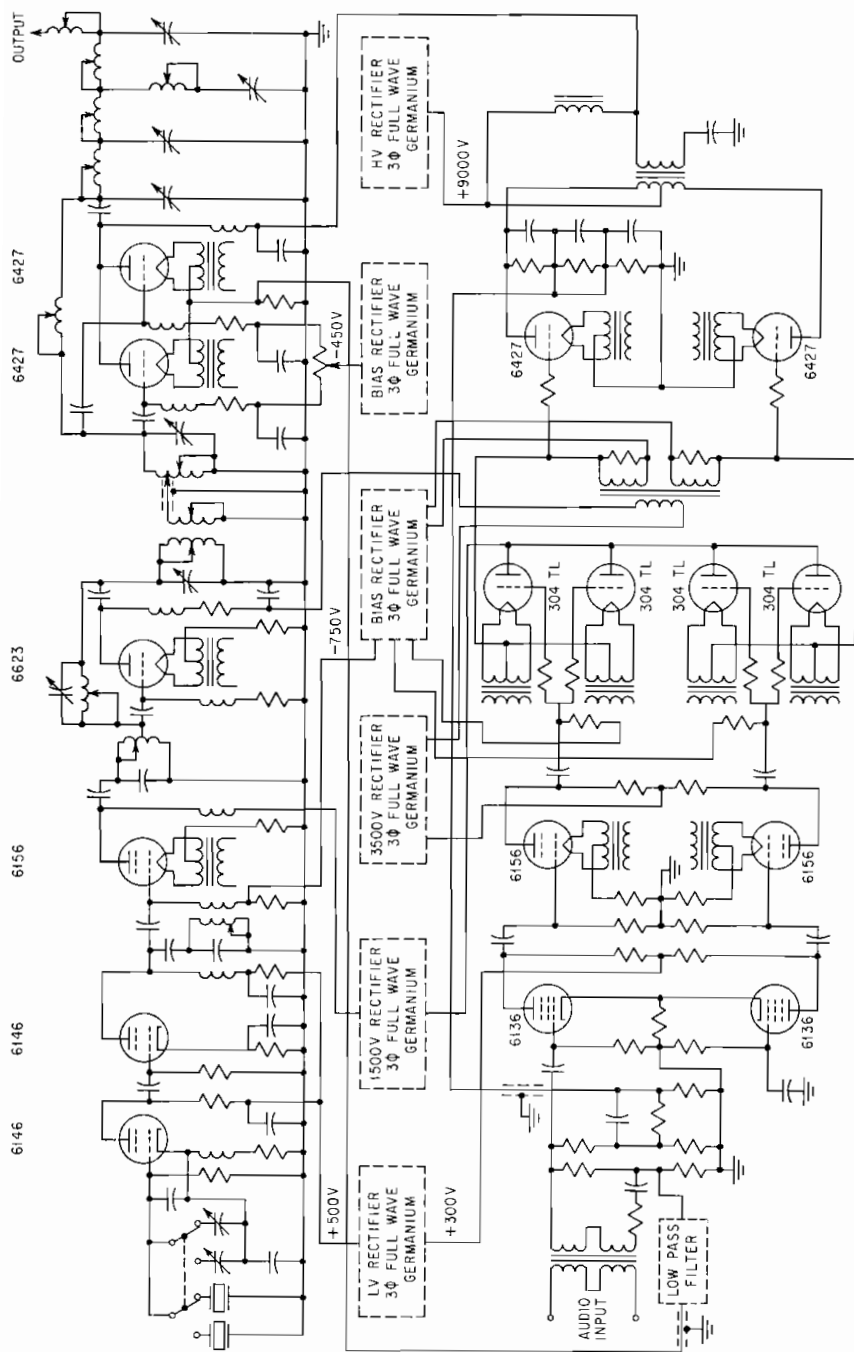 6146
6146
6156
6623
6427
6427
OUTPUT
+500V
-750V
-450V
LV RECTIFIER
3Φ FULL WAVE
GERMANIUM
1500V RECTIFIER
3Φ FULL WAVE
GERMANIUM
3500V RECTIFIER
3Φ FULL WAVE
GERMANIUM
BIAS RECTIFIER
3Φ FULL WAVE
GERMANIUM
BIAS RECTIFIER
3Φ FULL WAVE
GERMANIUM
HV RECTIFIER
3Φ FULL WAVE
GERMANIUM
+300V
+9000V
AUDIO
INPUT
LOW PASS
FILTER
6136
6136
6156
6156
304 TL
304 TL
304 TL
304 TL
6427
6427